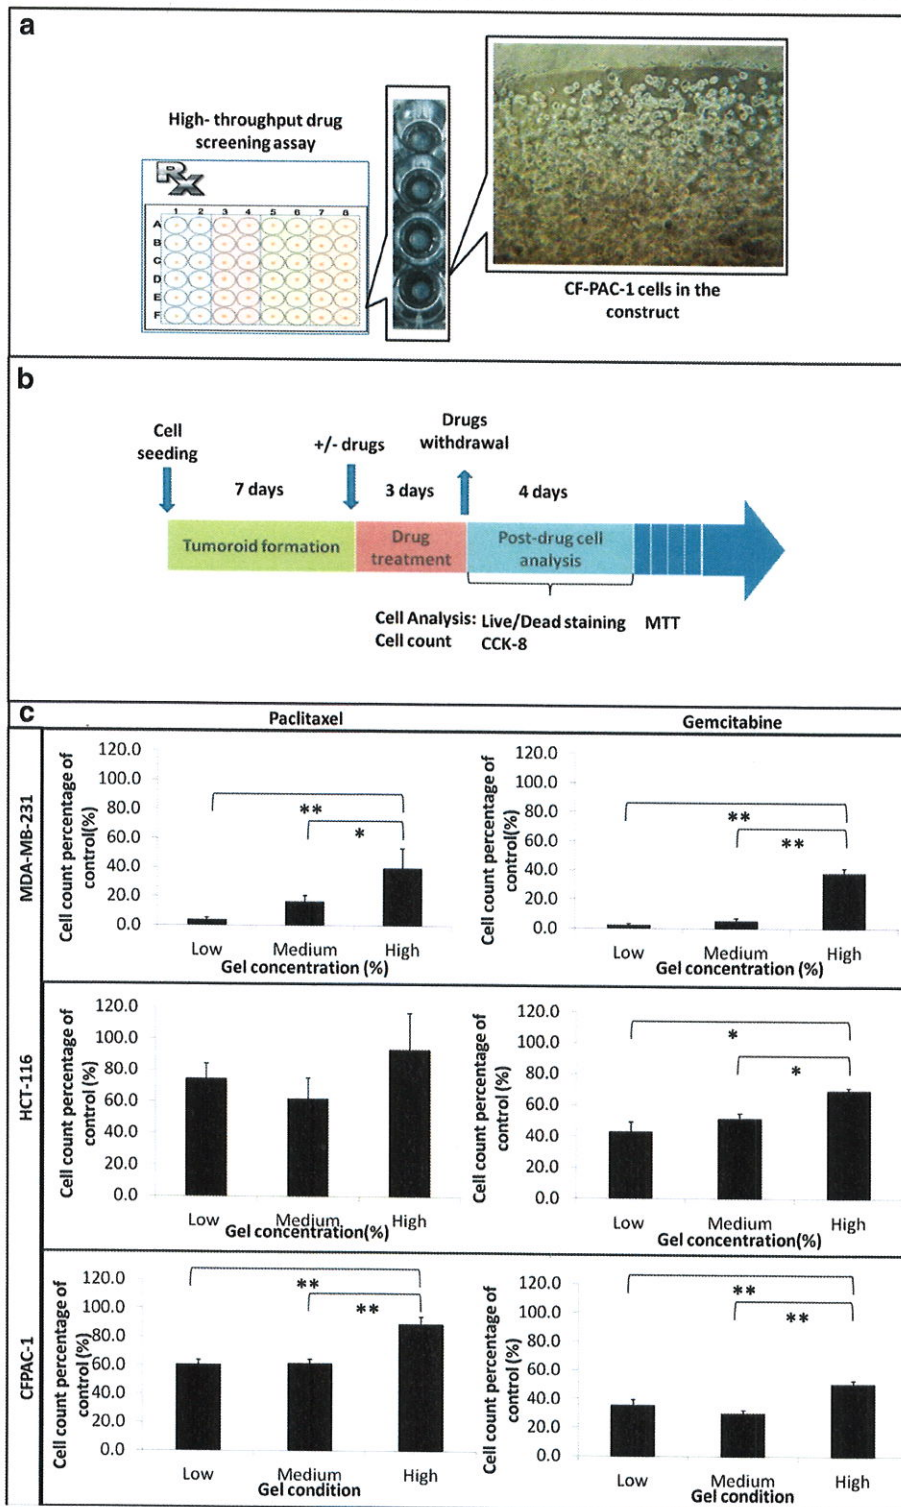 a
High- throughput drug
screening assay
RX
1 2 3 4 5 6 7 8
A
B
C
D
E
F
CF-PAC-1 cells in the
construct
b
Cell
seeding
+/- drugs
Drugs
withdrawal
7 days
3 days
4 days
Tumoroid formation
Drug
treatment
Post-drug cell
analysis
Cell Analysis: Live/Dead staining MTT
Cell count CCK-8
c
Paclitaxel
Gemcitabine
MDA-MB-231
Cell count percentage of
control(%)
120.0
100.0
80.0
60.0
40.0
20.0
0.0
**
*
Low Medium High
Gel concentration (%)
Cell count percentage of
control(%)
120.0
100.0
80.0
60.0
40.0
20.0
0.0
**
**
Low Medium High
Gel concentration (%)
HCT-116
Cell count percentage of
control (%)
120.0
100.0
80.0
60.0
40.0
20.0
0.0
Low Medium High
Gel concentration(%)
Cell count percentage of
control (%)
120.0
100.0
80.0
60.0
40.0
20.0
0.0
*
*
Low Medium High
Gel concentration(%)
CFPAC-1
Cell count percentage of
control (%)
120.0
100.0
80.0
60.0
40.0
20.0
0.0
**
**
Low Medium High
Gel condition
Cell count percentage of
control (%)
120.0
100.0
80.0
60.0
40.0
20.0
0.0
**
**
Low Medium High
Gel condition